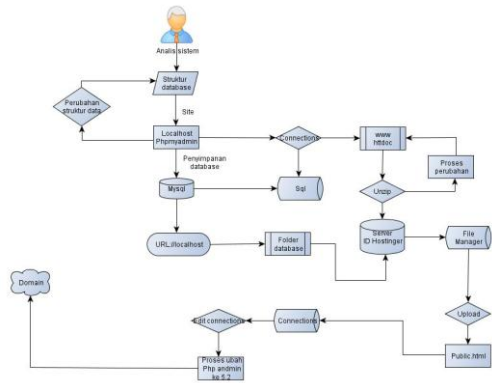 Analis sistem
Struktur
database
Perubahan
struktur data
Site
Localhost
Phpmyadmin
Connections
www
httdoc
Proses
perubahan
Penyimpanan
database
Mysql
Sql
Unzip
URL//localhost
Folder
database
Server
ID Hostinger
File
Manager
Domain
Edit connections
Connections
Upload
Proses ubah
Php andmin
ke 5.2
Public.html